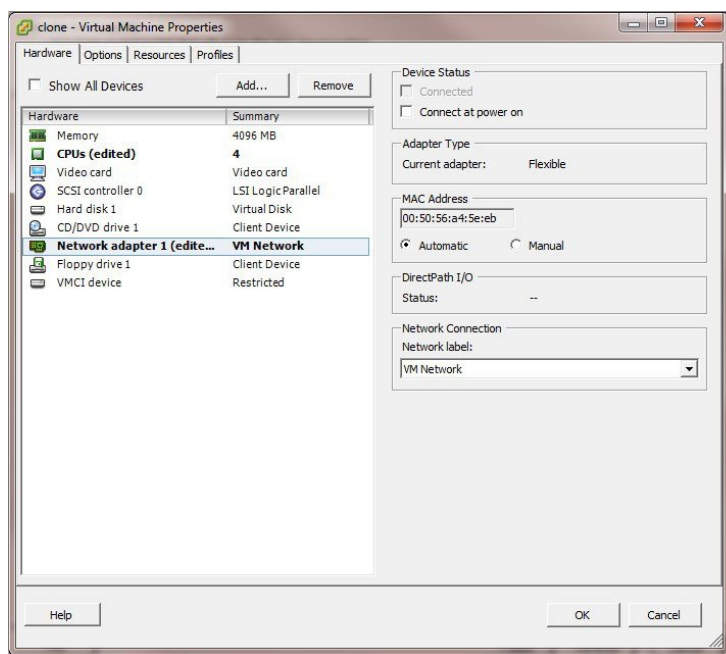 clone - Virtual Machine Properties
Hardware Options Resources Profiles
Show All Devices Add... Remove
Hardware Summary
Memory 4096 MB
CPUs (edited) 4
Video card Video card
SCSI controller 0 LSI Logic Parallel
Hard disk 1 Virtual Disk
CD/DVD drive 1 Client Device
Network adapter 1 (edite... VM Network
Floppy drive 1 Client Device
VMCI device Restricted
Device Status
Connected
Connect at power on
Adapter Type
Current adapter: Flexible
MAC Address
00:50:56:a4:5e:eb
Automatic Manual
DirectPath I/O
Status: --
Network Connection
Network label:
VM Network
Help OK Cancel